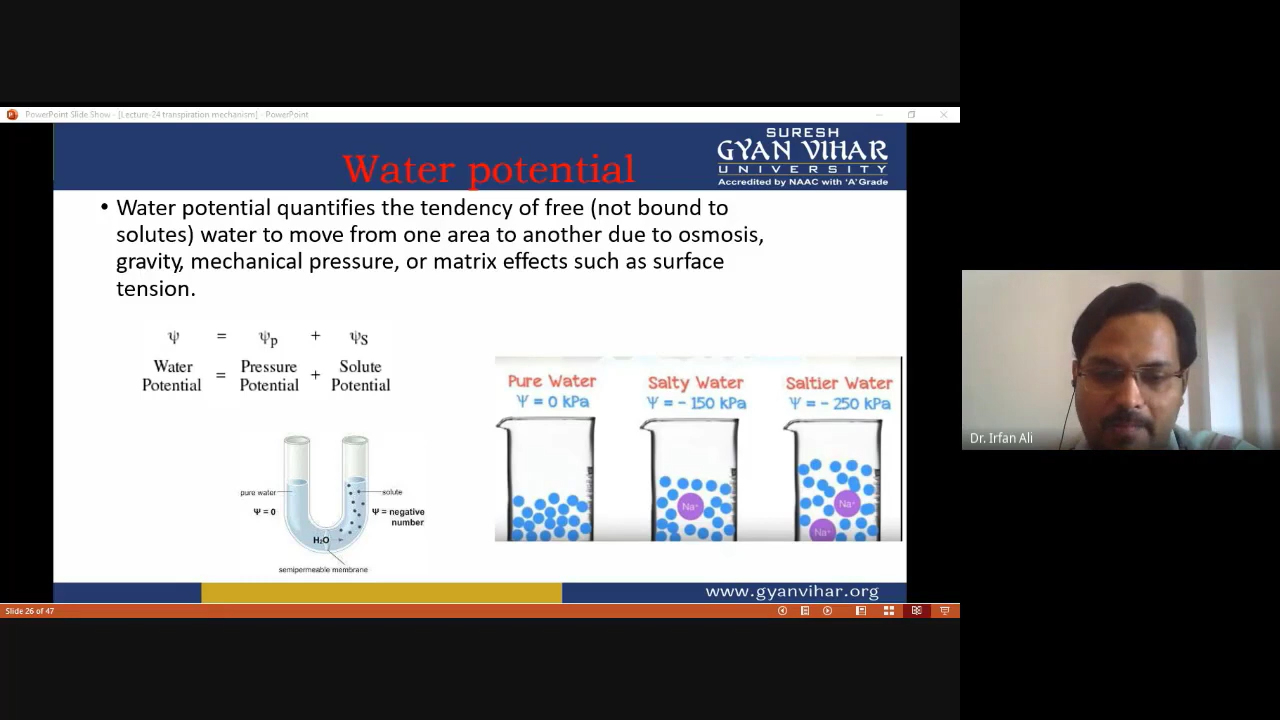 PowerPoint Slide Show - [Lecture-24 transpiration mechanism] - PowerPoint
SURESH
GYAN VIHAR
UNIVERSITY
Accredited by NAAC with 'A' Grade
Water potential
• Water potential quantifies the tendency of free (not bound to
solutes) water to move from one area to another due to osmosis,
gravity, mechanical pressure, or matrix effects such as surface
tension.
ψ = ψp + ψs
Water Potential = Pressure Potential + Solute Potential
pure water
Ψ = 0
solute
Ψ = negative
number
H₂O
semipermeable membrane
Pure Water
Ψ = 0 kPa
Salty Water
Ψ = - 150 kPa
Saltier Water
Ψ = - 250 kPa
Na⁺
Na⁺
Na⁺
www.gyanvihar.org
Slide 26 of 47
Dr. Irfan Ali